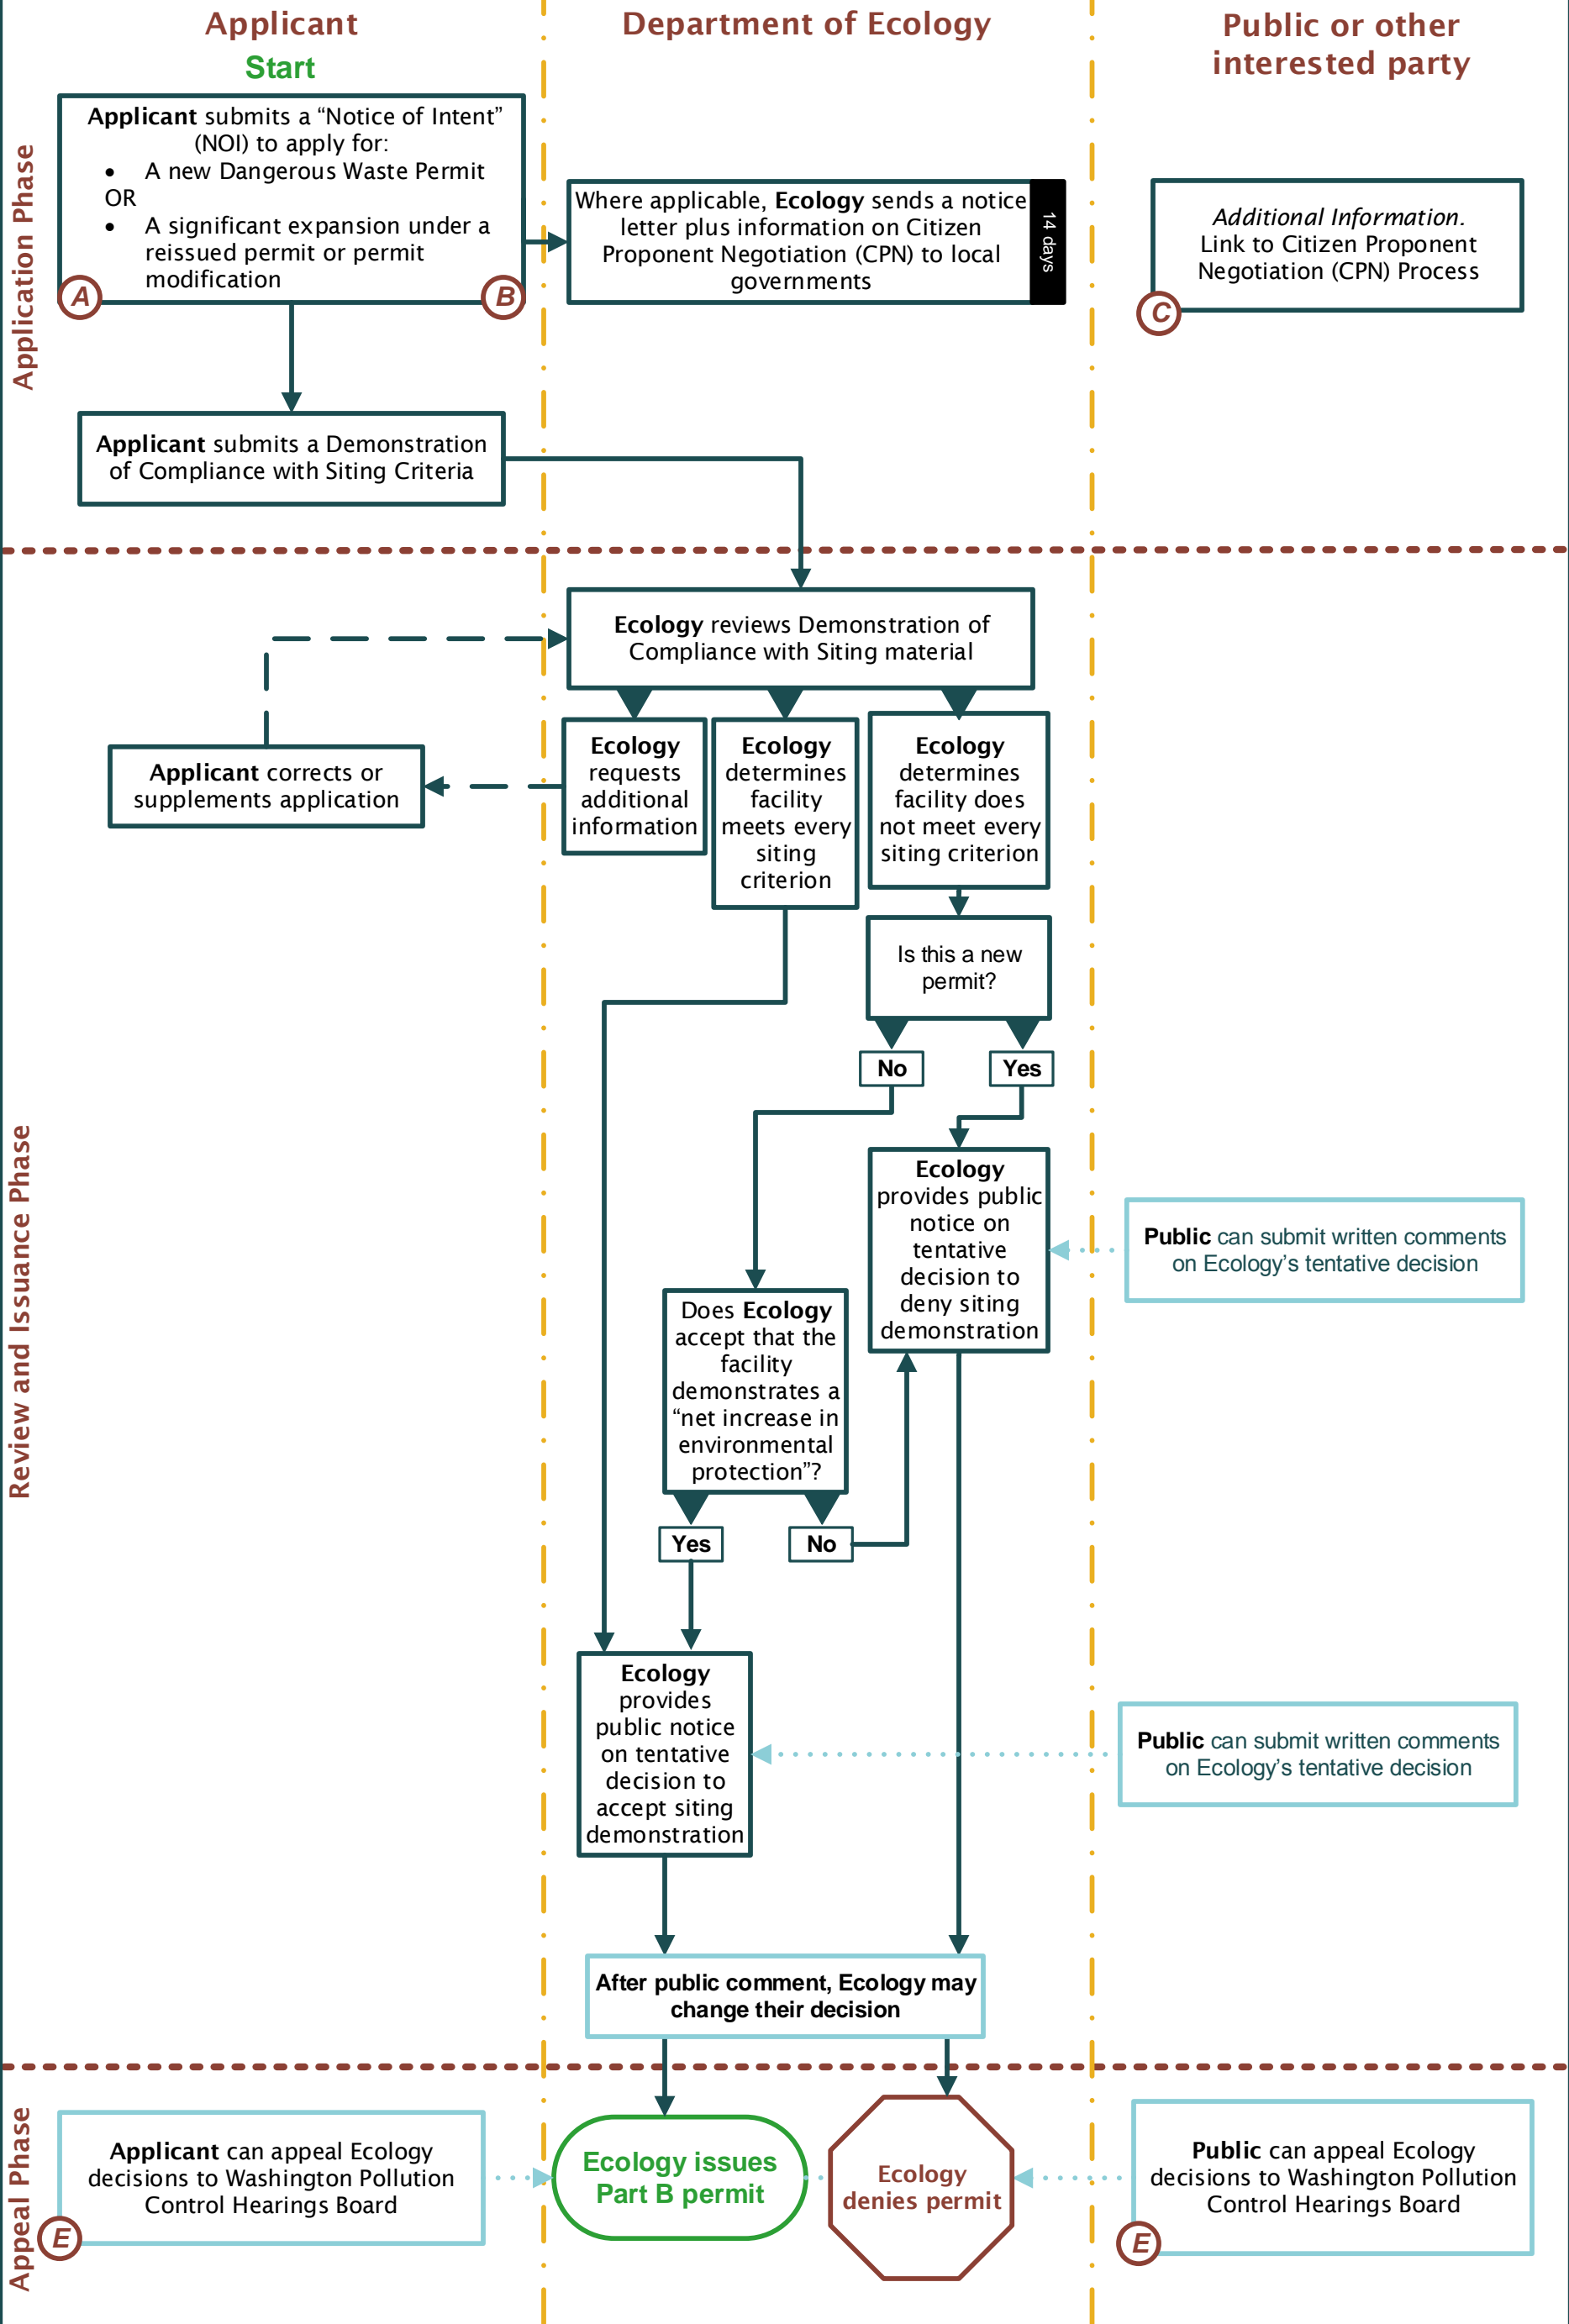 Applicant
Start
Department of Ecology
Public or other
interested party
Application Phase
Applicant submits a “Notice of Intent”
(NOI) to apply for:
• A new Dangerous Waste Permit
OR
• A significant expansion under a
reissued permit or permit
modification
A
B
Where applicable, Ecology sends a notice
letter plus information on Citizen
Proponent Negotiation (CPN) to local
governments
14 days
Additional Information.
Link to Citizen Proponent
Negotiation (CPN) Process
C
Applicant submits a Demonstration
of Compliance with Siting Criteria
Review and Issuance Phase
Ecology reviews Demonstration of
Compliance with Siting material
Applicant corrects or
supplements application
Ecology
requests
additional
information
Ecology
determines
facility
meets every
siting
criterion
Ecology
determines
facility does
not meet every
siting criterion
Is this a new
permit?
No
Yes
Ecology
provides public
notice on
tentative
decision to
deny siting
demonstration
Public can submit written comments
on Ecology’s tentative decision
Does Ecology
accept that the
facility
demonstrates a
“net increase in
environmental
protection”?
Yes
No
Ecology
provides
public notice
on tentative
decision to
accept siting
demonstration
Public can submit written comments
on Ecology’s tentative decision
After public comment, Ecology may
change their decision
Appeal Phase
Applicant can appeal Ecology
decisions to Washington Pollution
Control Hearings Board
E
Ecology issues
Part B permit
Ecology
denies permit
Public can appeal Ecology
decisions to Washington Pollution
Control Hearings Board
E